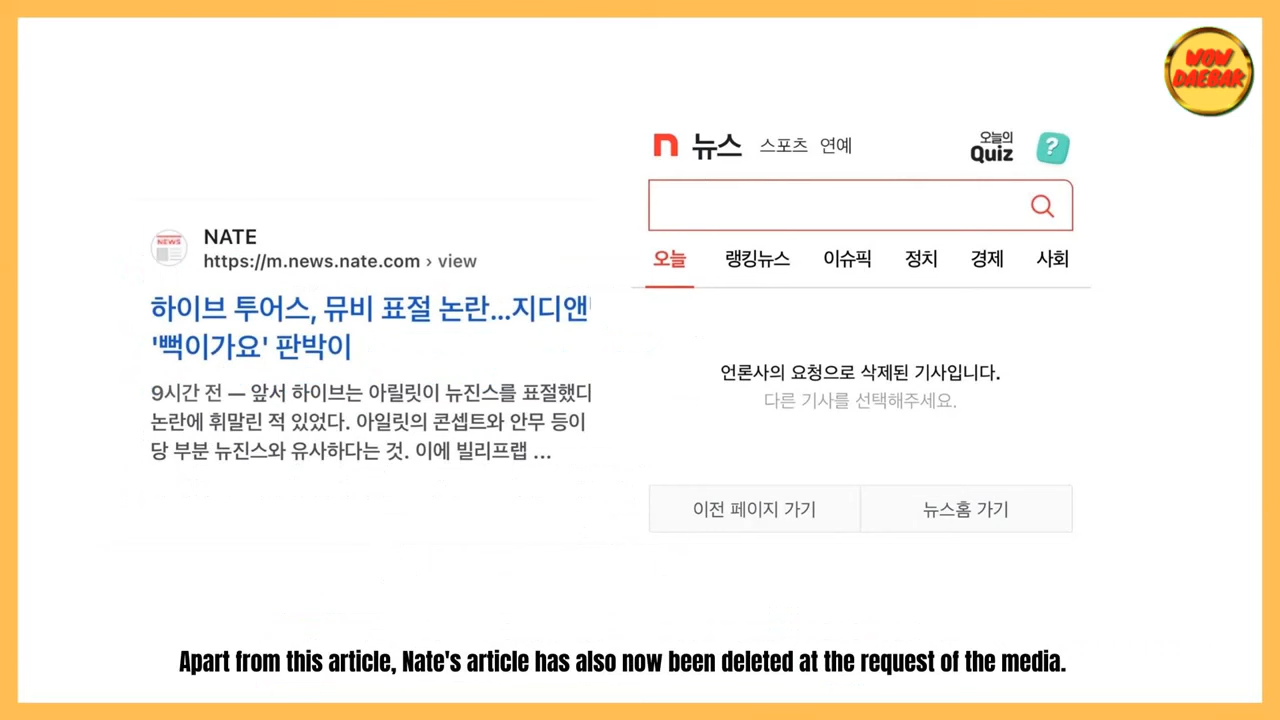 WOW
DAEBAK
NEWS
NATE
https://m.news.nate.com › view
하이브 투어스, 뮤비 표절 논란...지디앤
'뻑이가요' 판박이
9시간 전 — 앞서 하이브는 아릴릿이 뉴진스를 표절했다
논란에 휘말린 적 있었다. 아일릿의 콘셉트와 안무 등이
당 부분 뉴진스와 유사하다는 것. 이에 빌리프랩 ...
n 뉴스 스포츠 연예
오늘의
Quiz
?
오늘 랭킹뉴스 이슈픽 정치 경제 사회
언론사의 요청으로 삭제된 기사입니다.
다른 기사를 선택해주세요.
이전 페이지 가기 뉴스홈 가기
Apart from this article, Nate's article has also now been deleted at the request of the media.